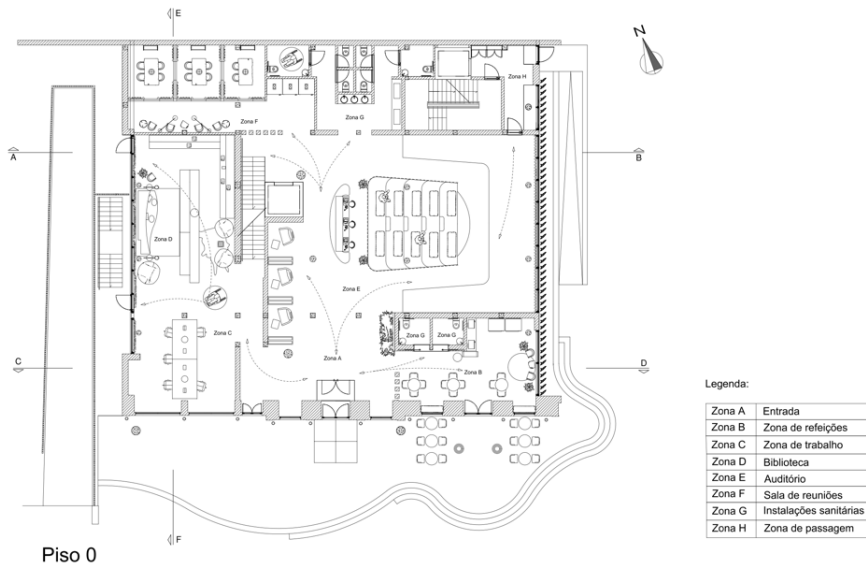 E
N
Zona H
Zona F
Zona G
A
B
Zona D
Zona E
Zona C
Zona G
Zona G
Zona A
C
D
Zona B
F
Piso 0
Legenda:
Zona A Entrada
Zona B Zona de refeições
Zona C Zona de trabalho
Zona D Biblioteca
Zona E Auditório
Zona F Sala de reuniões
Zona G Instalações sanitárias
Zona H Zona de passagem